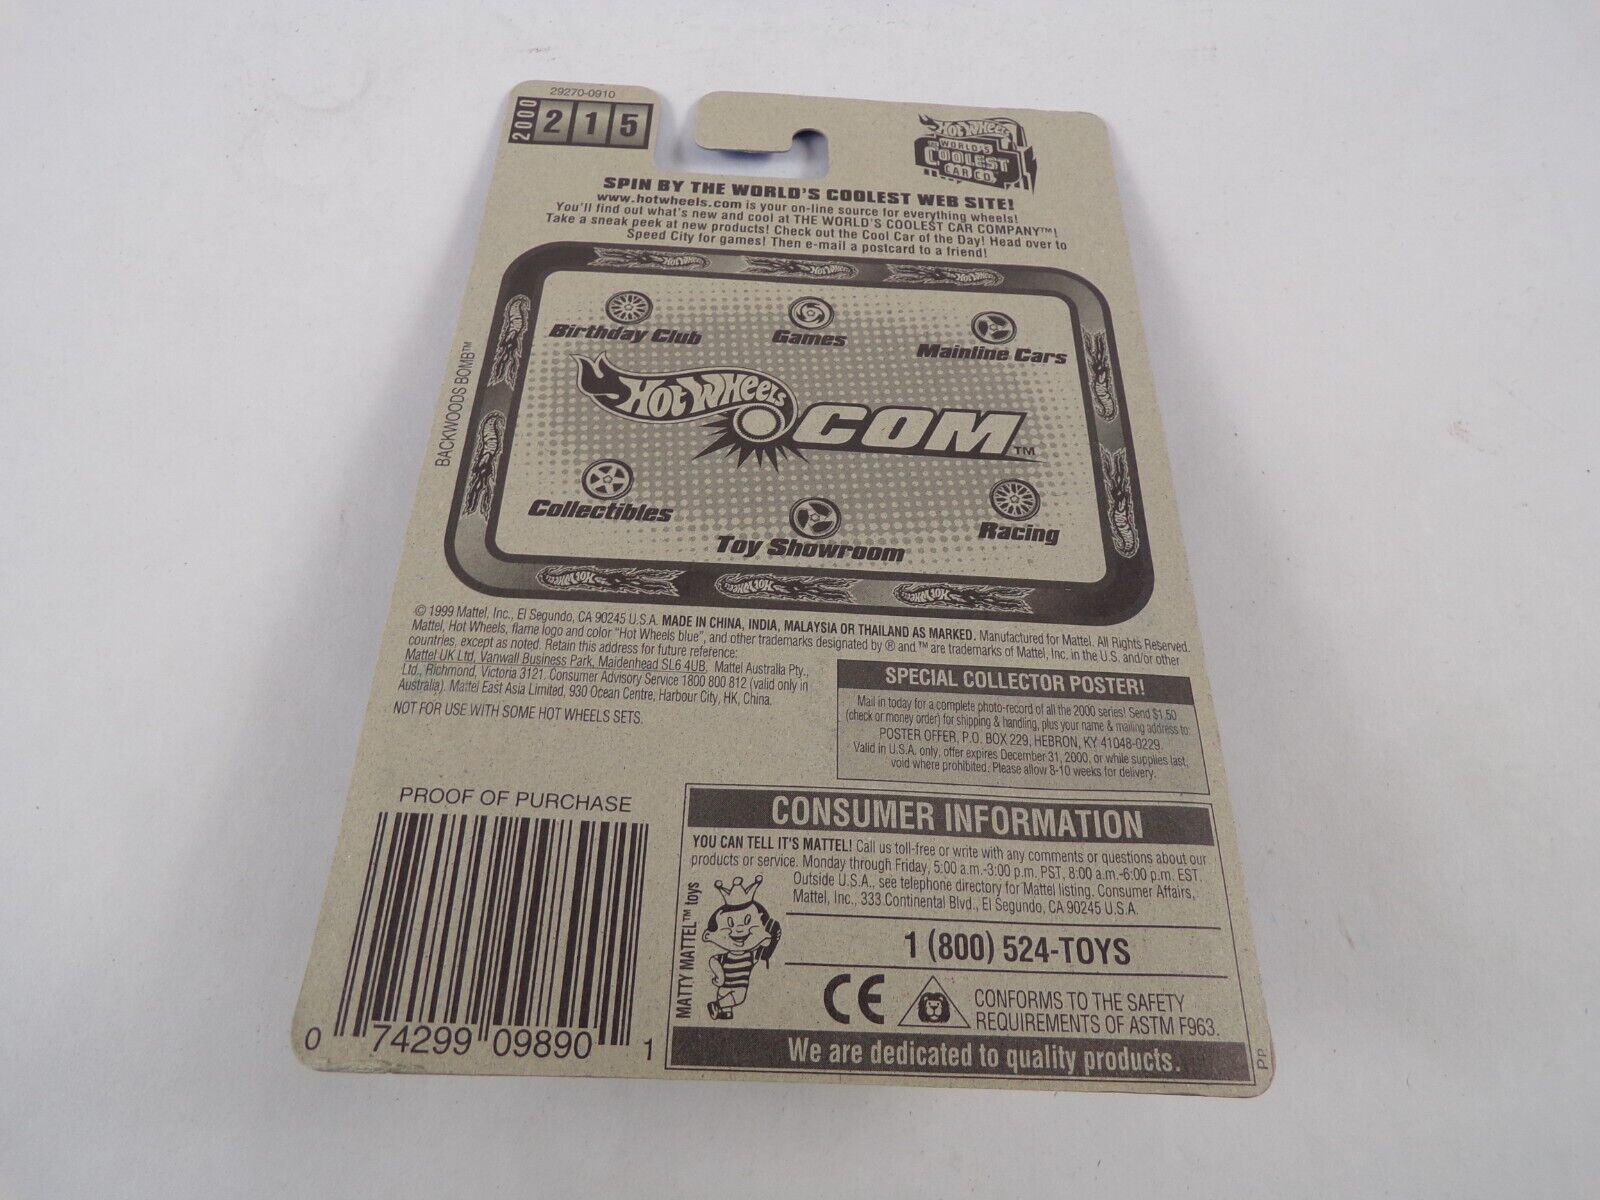 29270-0910
2000 215
HOT WHEELS
WORLD'S
COOLEST
CAR CO.
SPIN BY THE WORLD'S COOLEST WEB SITE!
www.hotwheels.com is your on-line source for everything wheels!
You'll find out what's new and cool at THE WORLD'S COOLEST CAR COMPANY™!
Take a sneak peek at new products! Check out the Cool Car of the Day! Head over to
Speed City for games! Then e-mail a postcard to a friend!
BACKWOODS BOMB™
Birthday Club
Games
Mainline Cars
HOT WHEELS.COM™
Collectibles
Toy Showroom
Racing
© 1999 Mattel, Inc., El Segundo, CA 90245 U.S.A. MADE IN CHINA, INDIA, MALAYSIA OR THAILAND AS MARKED. Manufactured for Mattel. All Rights Reserved.
Mattel, Hot Wheels, flame logo and color "Hot Wheels blue", and other trademarks designated by ® and ™ are trademarks of Mattel, Inc. in the U.S. and/or other
countries, except as noted. Retain this address for future reference:
Mattel UK Ltd, Vanwall Business Park, Maidenhead SL6 4UB. Mattel Australia Pty.,
Ltd., Richmond, Victoria 3121. Consumer Advisory Service 1800 800 812 (valid only in
Australia). Mattel East Asia Limited, 930 Ocean Centre, Harbour City, HK, China.
NOT FOR USE WITH SOME HOT WHEELS SETS.
SPECIAL COLLECTOR POSTER!
Mail in today for a complete photo-record of all the 2000 series! Send $1.50
(check or money order) for shipping & handling, plus your name & mailing address to:
POSTER OFFER, P.O. BOX 229, HEBRON, KY 41048-0229.
Valid in U.S.A. only, offer expires December 31, 2000, or while supplies last,
void where prohibited. Please allow 8-10 weeks for delivery.
PROOF OF PURCHASE
0 74299 09890 1
CONSUMER INFORMATION
YOU CAN TELL IT'S MATTEL! Call us toll-free or write with any comments or questions about our
products or service. Monday through Friday, 5:00 a.m.-3:00 p.m. PST, 8:00 a.m.-6:00 p.m. EST.
Outside U.S.A., see telephone directory for Mattel listing. Consumer Affairs,
Mattel, Inc., 333 Continental Blvd., El Segundo, CA 90245 U.S.A.
MATTY MATTEL™ toys
1 (800) 524-TOYS
CE
CONFORMS TO THE SAFETY
REQUIREMENTS OF ASTM F963.
We are dedicated to quality products.
PP